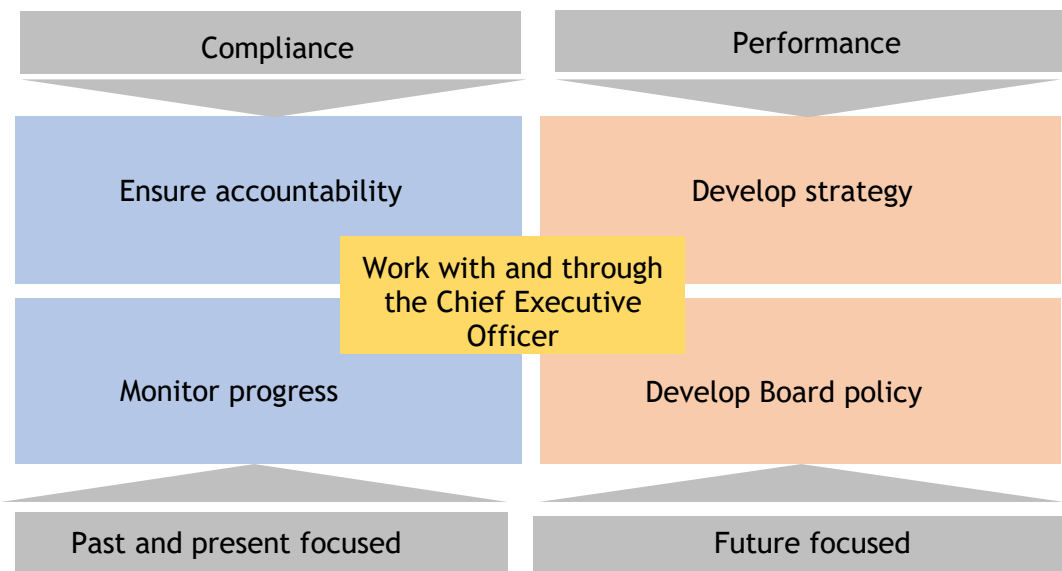 Compliance
Performance
Ensure accountability
Develop strategy
Work with and through
the Chief Executive
Officer
Monitor progress
Develop Board policy
Past and present focused
Future focused